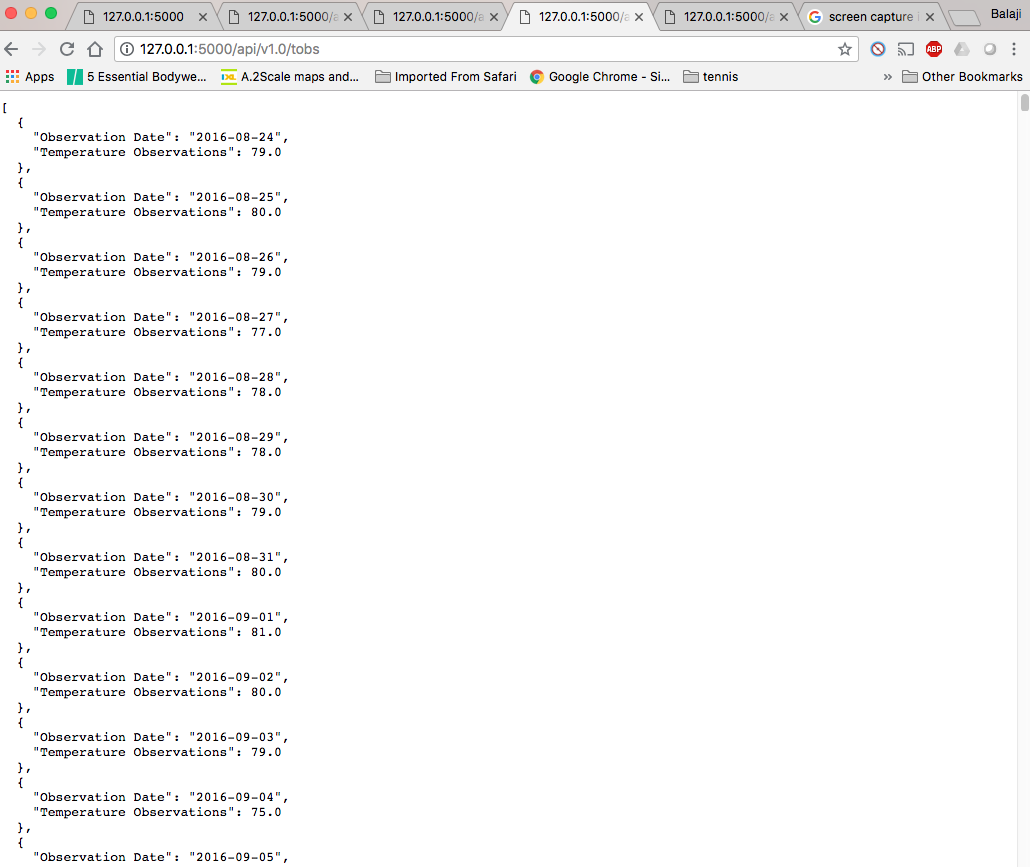 127.0.0.1:5000
127.0.0.1:5000/a
127.0.0.1:5000/a
127.0.0.1:5000/a
127.0.0.1:5000/a
screen capture
Balaji
127.0.0.1:5000/api/v1.0/tobs
ABP
Apps
5 Essential Bodywe...
IXL
A.2Scale maps and...
Imported From Safari
Google Chrome - Si...
tennis
»
Other Bookmarks
[
{
"Observation Date": "2016-08-24",
"Temperature Observations": 79.0
},
{
"Observation Date": "2016-08-25",
"Temperature Observations": 80.0
},
{
"Observation Date": "2016-08-26",
"Temperature Observations": 79.0
},
{
"Observation Date": "2016-08-27",
"Temperature Observations": 77.0
},
{
"Observation Date": "2016-08-28",
"Temperature Observations": 78.0
},
{
"Observation Date": "2016-08-29",
"Temperature Observations": 78.0
},
{
"Observation Date": "2016-08-30",
"Temperature Observations": 79.0
},
{
"Observation Date": "2016-08-31",
"Temperature Observations": 80.0
},
{
"Observation Date": "2016-09-01",
"Temperature Observations": 81.0
},
{
"Observation Date": "2016-09-02",
"Temperature Observations": 80.0
},
{
"Observation Date": "2016-09-03",
"Temperature Observations": 79.0
},
{
"Observation Date": "2016-09-04",
"Temperature Observations": 75.0
},
{
"Observation Date": "2016-09-05",